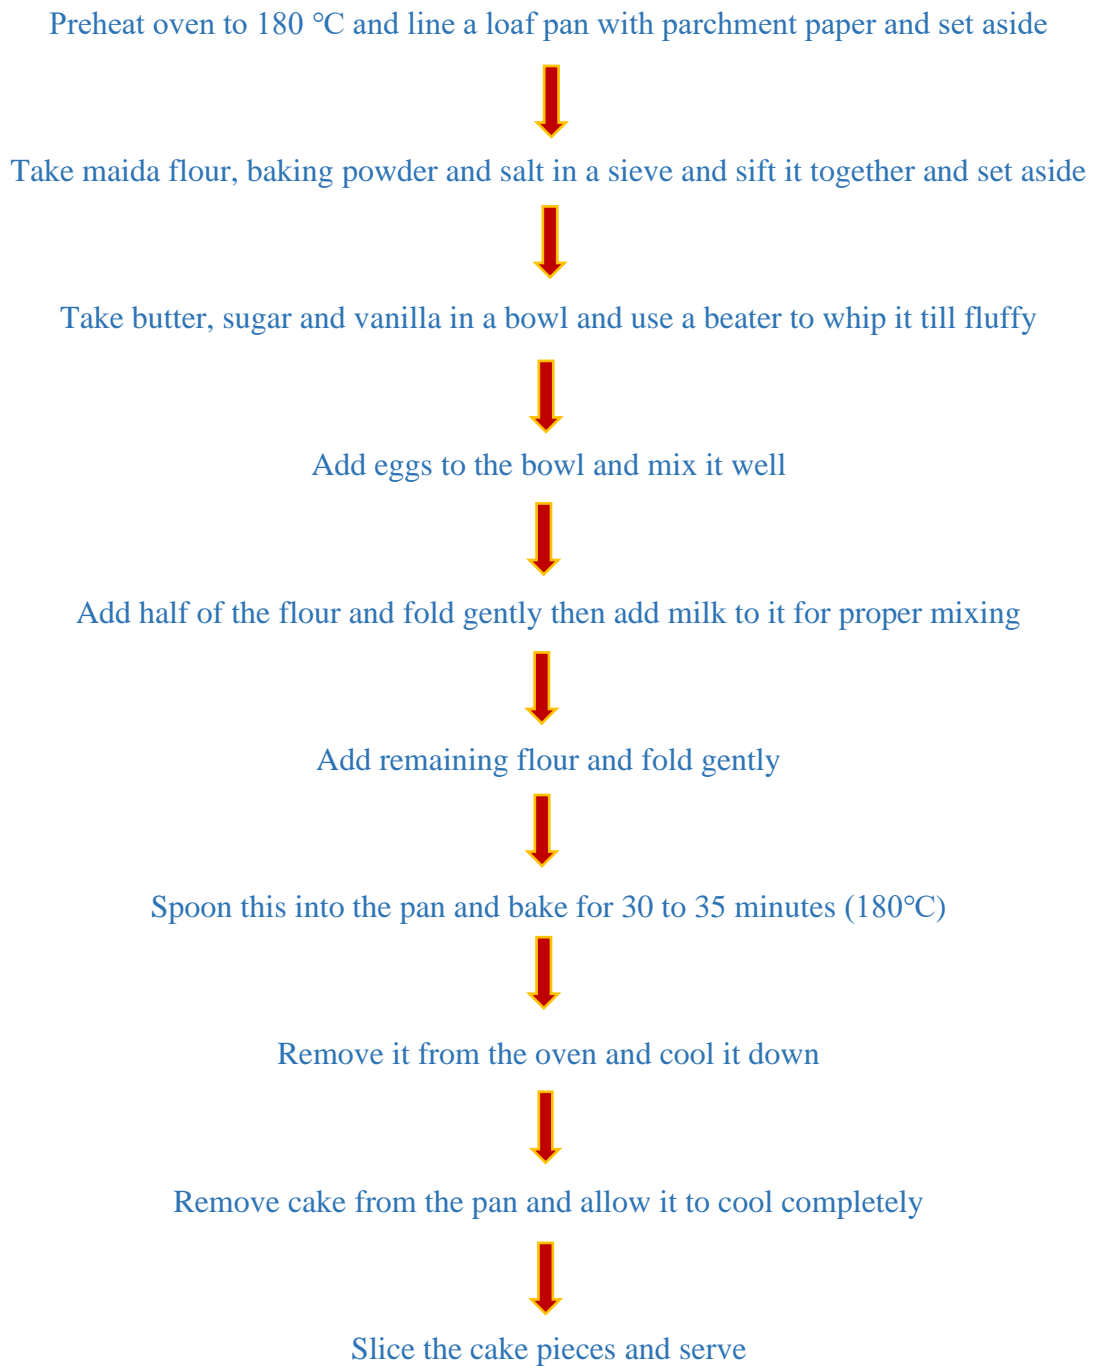 Preheat oven to 180 ℃ and line a loaf pan with parchment paper and set aside
Take maida flour, baking powder and salt in a sieve and sift it together and set aside
Take butter, sugar and vanilla in a bowl and use a beater to whip it till fluffy
Add eggs to the bowl and mix it well
Add half of the flour and fold gently then add milk to it for proper mixing
Add remaining flour and fold gently
Spoon this into the pan and bake for 30 to 35 minutes (180℃)
Remove it from the oven and cool it down
Remove cake from the pan and allow it to cool completely
Slice the cake pieces and serve